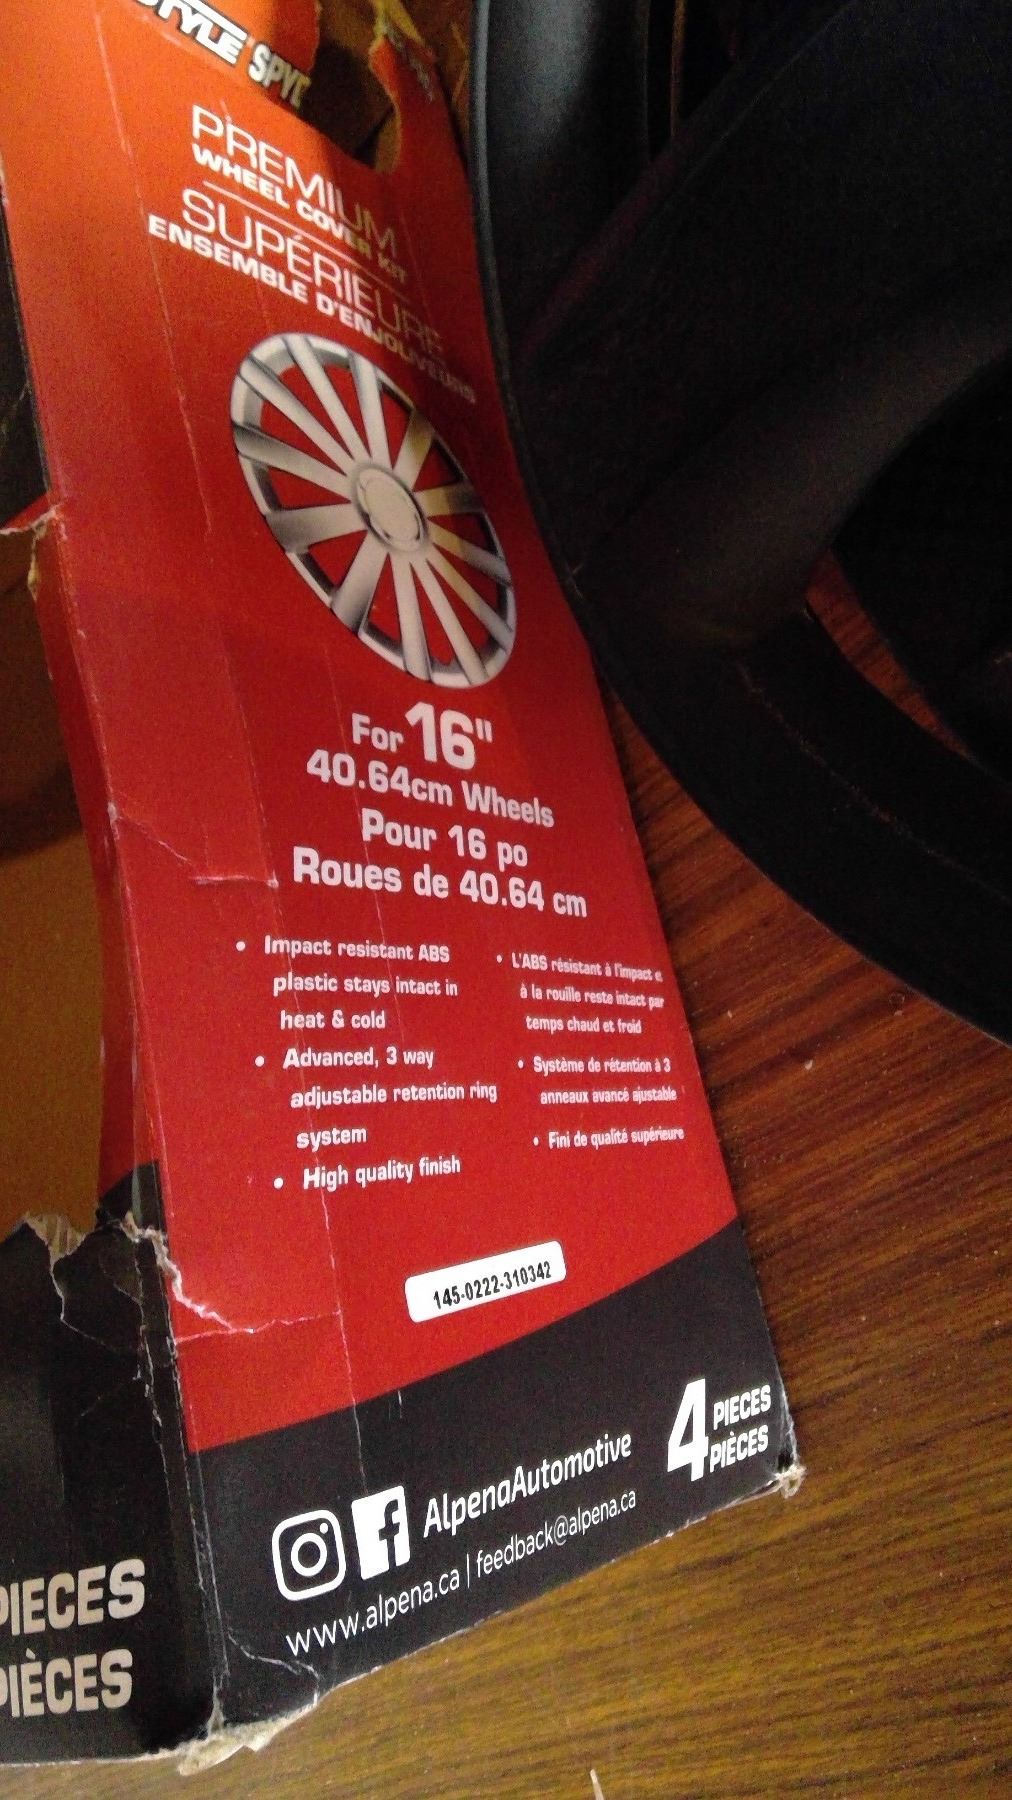 STYLE SPYD
PREMIUM
WHEEL COVER KIT
SUPÉRIEURE
ENSEMBLE D'ENJOLIVEURS
For 16"
40.64cm Wheels
Pour 16 po
Roues de 40.64 cm
• Impact resistant ABS
plastic stays intact in
heat & cold
• Advanced, 3 way
adjustable retention ring
system
• High quality finish
• L'ABS résistant à l'impact e
à la rouille reste intact par
temps chaud et froid
• Système de rétention à 3
anneaux avancé ajustable
• Fini de qualité supérieure
145-0222-310342
4 PIECES
PIÈCES
AlpenaAutomotive
www.alpena.ca | feedback@alpena.ca
PIECES
PIÈCES